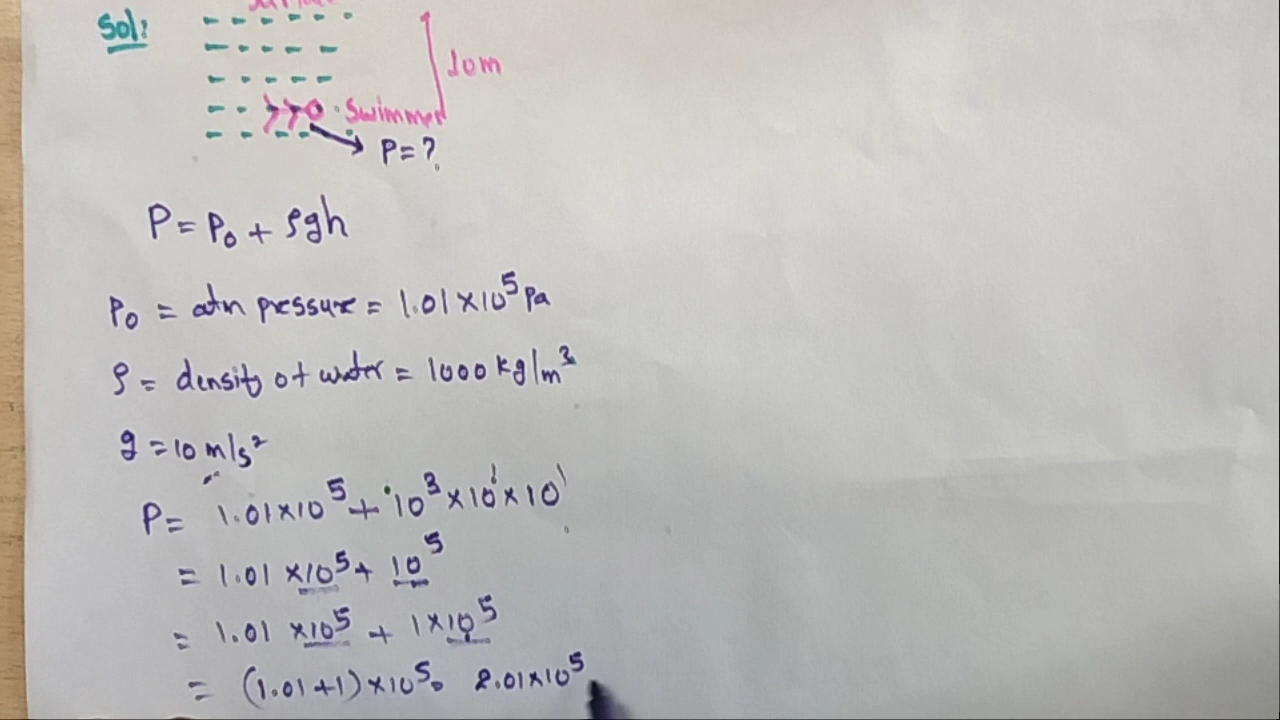 Sol:
10m
Swimmer
P = ?
P = P₀ + ρgh
P₀ = atm pressure = 1.01 × 10⁵ Pa
ρ = density of water = 1000 kg/m³
g = 10 m/s²
P = 1.01×10⁵ + 10³ × 10¹ × 10¹
= 1.01 × 10⁵ + 10⁵
= 1.01 × 10⁵ + 1 × 10⁵
= (1.01 + 1) × 10⁵ 2.01×10⁵